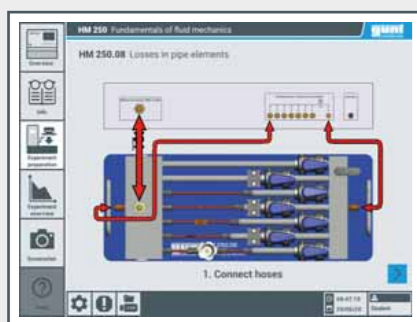 HM 250 Fundamentals of fluid mechanics
gunt
HM 250.08 Losses in pipe elements
Overview
Info
Experiment preparation
Experiment overview
Screenshot
1. Connect hoses
Student